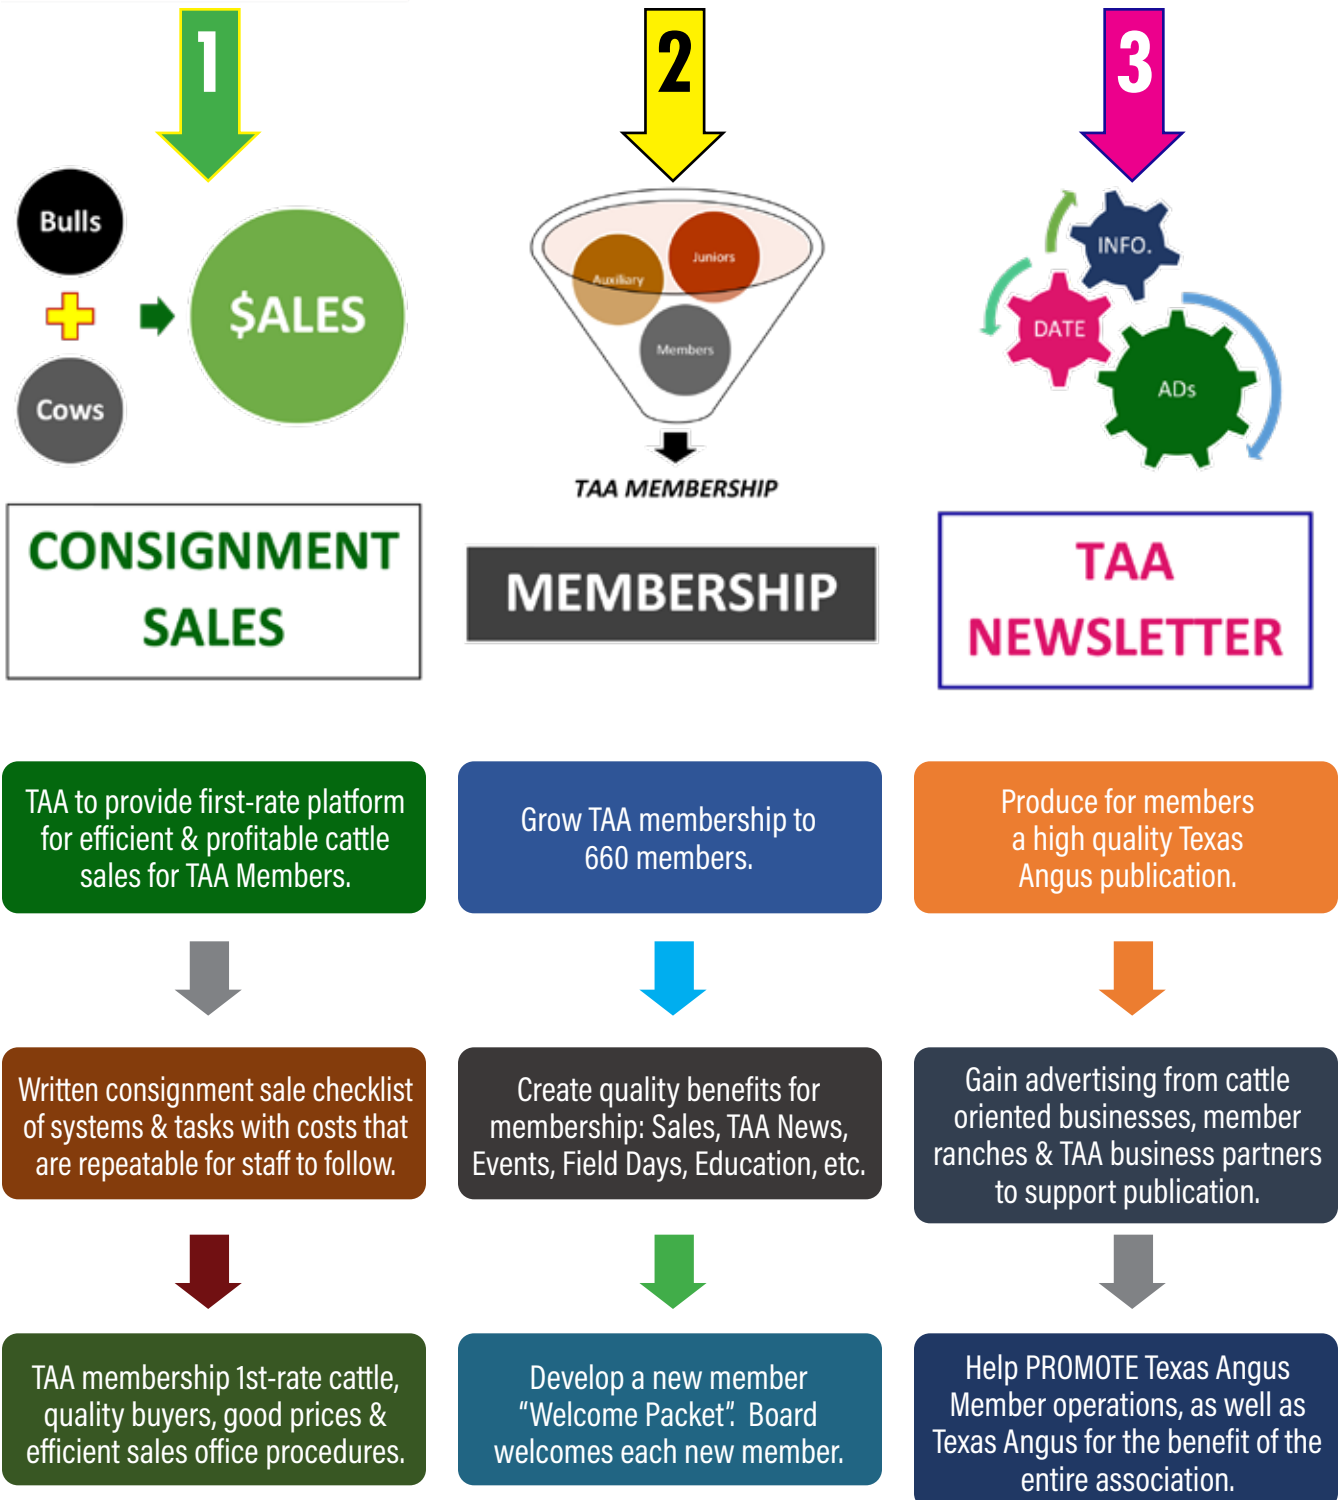 1
Bulls
Cows
$ALES
CONSIGNMENT
SALES
TAA to provide first-rate platform
for efficient & profitable cattle
sales for TAA Members.
Written consignment sale checklist
of systems & tasks with costs that
are repeatable for staff to follow.
TAA membership 1st-rate cattle,
quality buyers, good prices &
efficient sales office procedures.
2
Juniors
Auxiliary
Members
TAA MEMBERSHIP
MEMBERSHIP
Grow TAA membership to
660 members.
Create quality benefits for
membership: Sales, TAA News,
Events, Field Days, Education, etc.
Develop a new member
“Welcome Packet”. Board
welcomes each new member.
3
INFO.
DATE
ADs
TAA
NEWSLETTER
Produce for members
a high quality Texas
Angus publication.
Gain advertising from cattle
oriented businesses, member
ranches & TAA business partners
to support publication.
Help PROMOTE Texas Angus
Member operations, as well as
Texas Angus for the benefit of the
entire association.